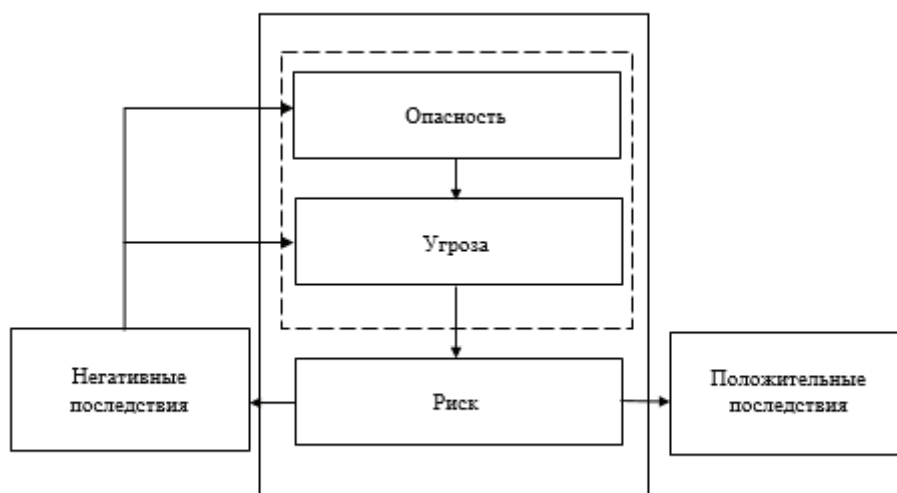 Опасность
Угроза
Негативные
последствия
Риск
Положительные
последствия